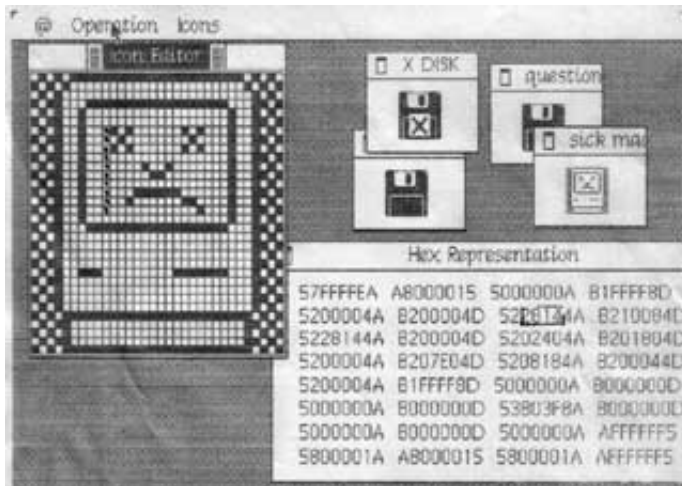 @ Operation Icons
Icon Editor
X DISK
question
sick mac
Hex Representation
57FFFFEA A8000015 5000000A B1FFFF8D
5200004A B200004D 4A B210084D
5228144A B200004D 5202404A B201804D
5200004A B207E04D 5208184A B200044D
5200004A B1FFFF8D 5000000A B000000D
5000000A B000000D 53803F8A B000000D
5000000A B000000D 5000000A AFFFFFF5
5800001A A8000015 5800001A AFFFFFF5